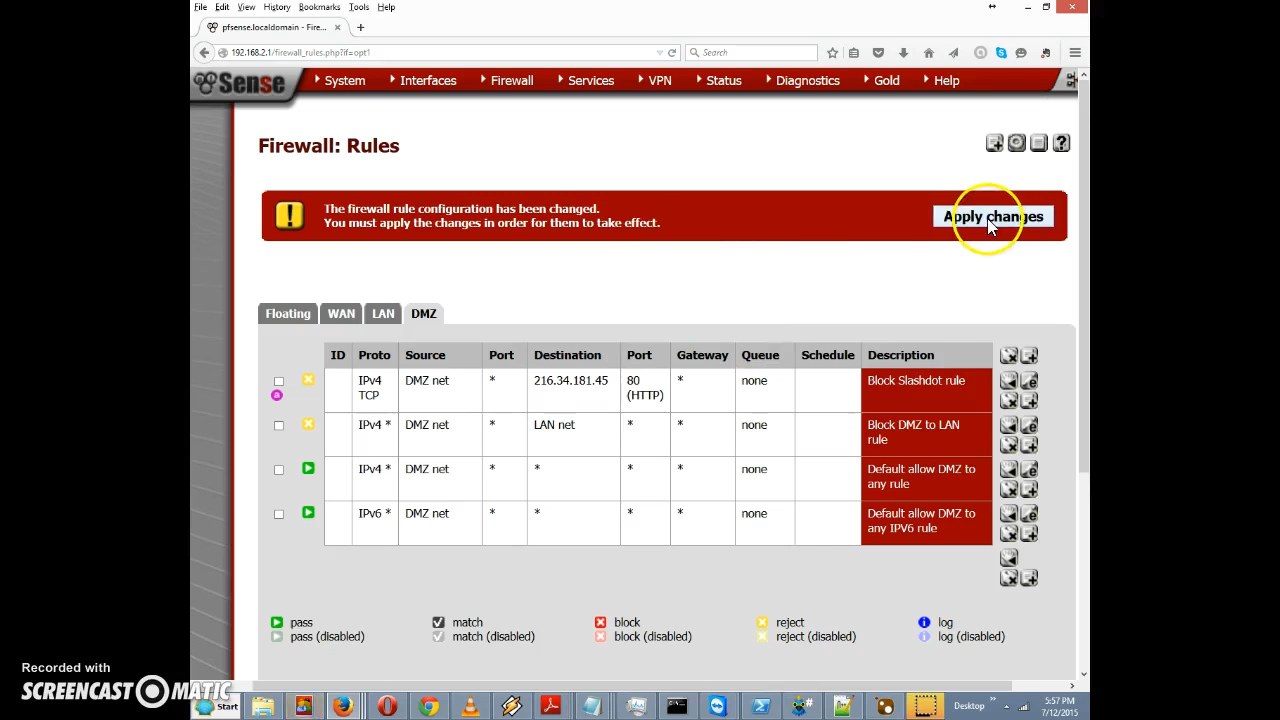 File Edit View History Bookmarks Tools Help
pfsense.localdomain - Fire...
192.168.2.1/firewall_rules.php?if=opt1
Search
Sense
System Interfaces Firewall Services VPN Status Diagnostics Gold Help
Firewall: Rules
The firewall rule configuration has been changed.
You must apply the changes in order for them to take effect.
Apply changes
Floating WAN LAN DMZ
ID Proto Source Port Destination Port Gateway Queue Schedule Description
IPv4 TCP DMZ net * 216.34.181.45 80 (HTTP) * none Block Slashdot rule
IPv4 * DMZ net * LAN net * * none Block DMZ to LAN rule
IPv4 * DMZ net * * * * none Default allow DMZ to any rule
IPv6 * DMZ net * * * * none Default allow DMZ to any IPV6 rule
pass match block reject log
pass (disabled) match (disabled) block (disabled) reject (disabled) log (disabled)
Recorded with
SCREENCAST O MATIC
Start
Desktop
5:57 PM
7/12/2015